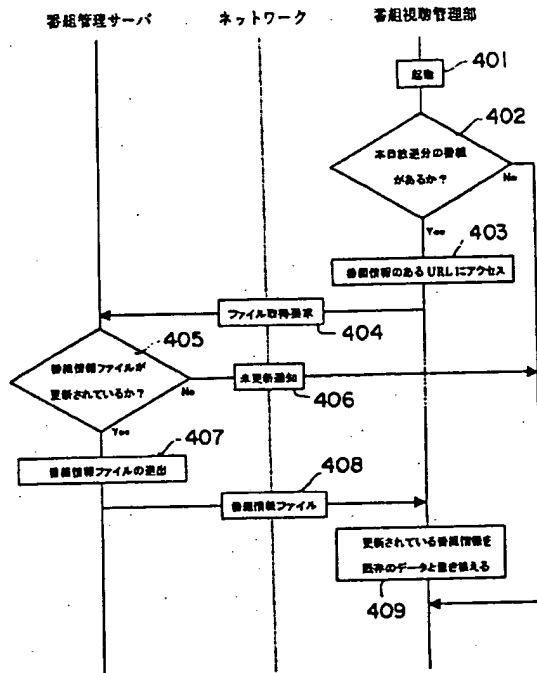 番組管理サーバ
ネットワーク
番組視聴管理部
起動
401
402
本日放送分の番組
があるか？
No
Yes
403
番組情報のあるURLにアクセス
ファイル取得要求
404
405
番組情報ファイルが
更新されているか？
No
未更新通知
406
Yes
407
番組情報ファイルの送出
408
番組情報ファイル
更新されている番組情報を
既存のデータと置き換える
409